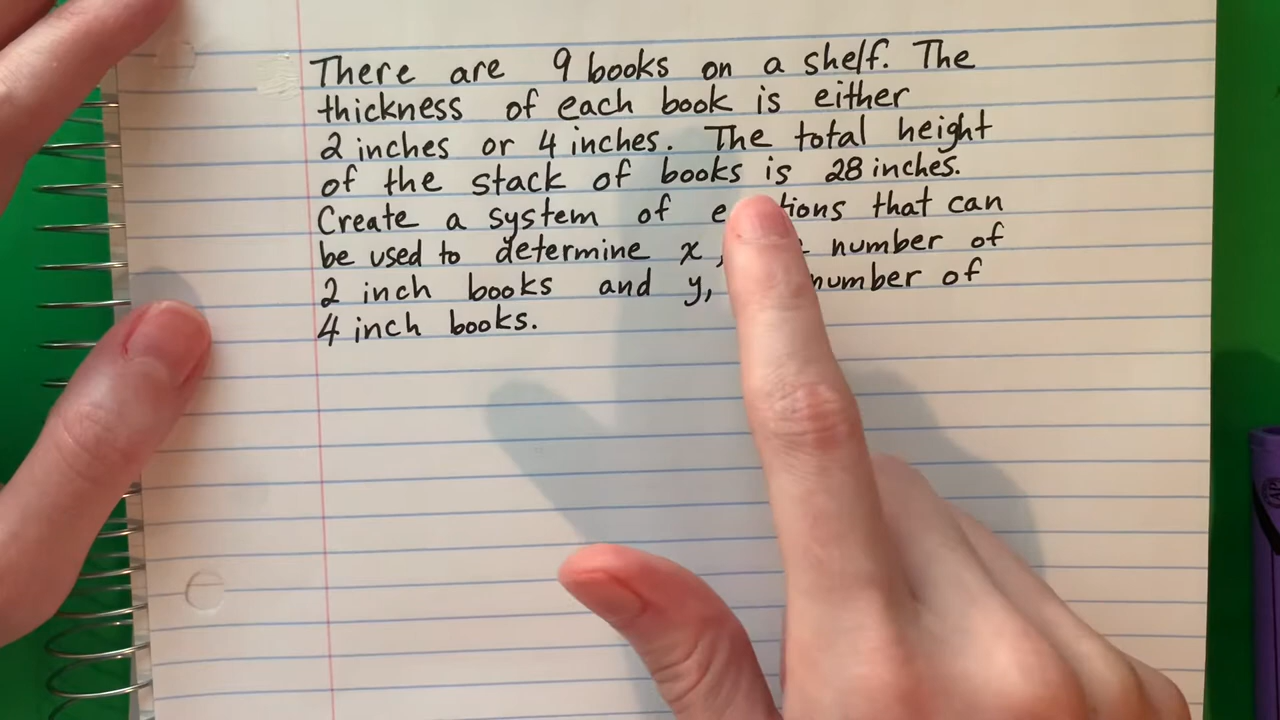 There are 9 books on a shelf. The
thickness of each book is either
2 inches or 4 inches. The total height
of the stack of books is 28 inches.
Create a system of that can
be used to determine x, number of
2 inch books and y, number of
4 inch books.